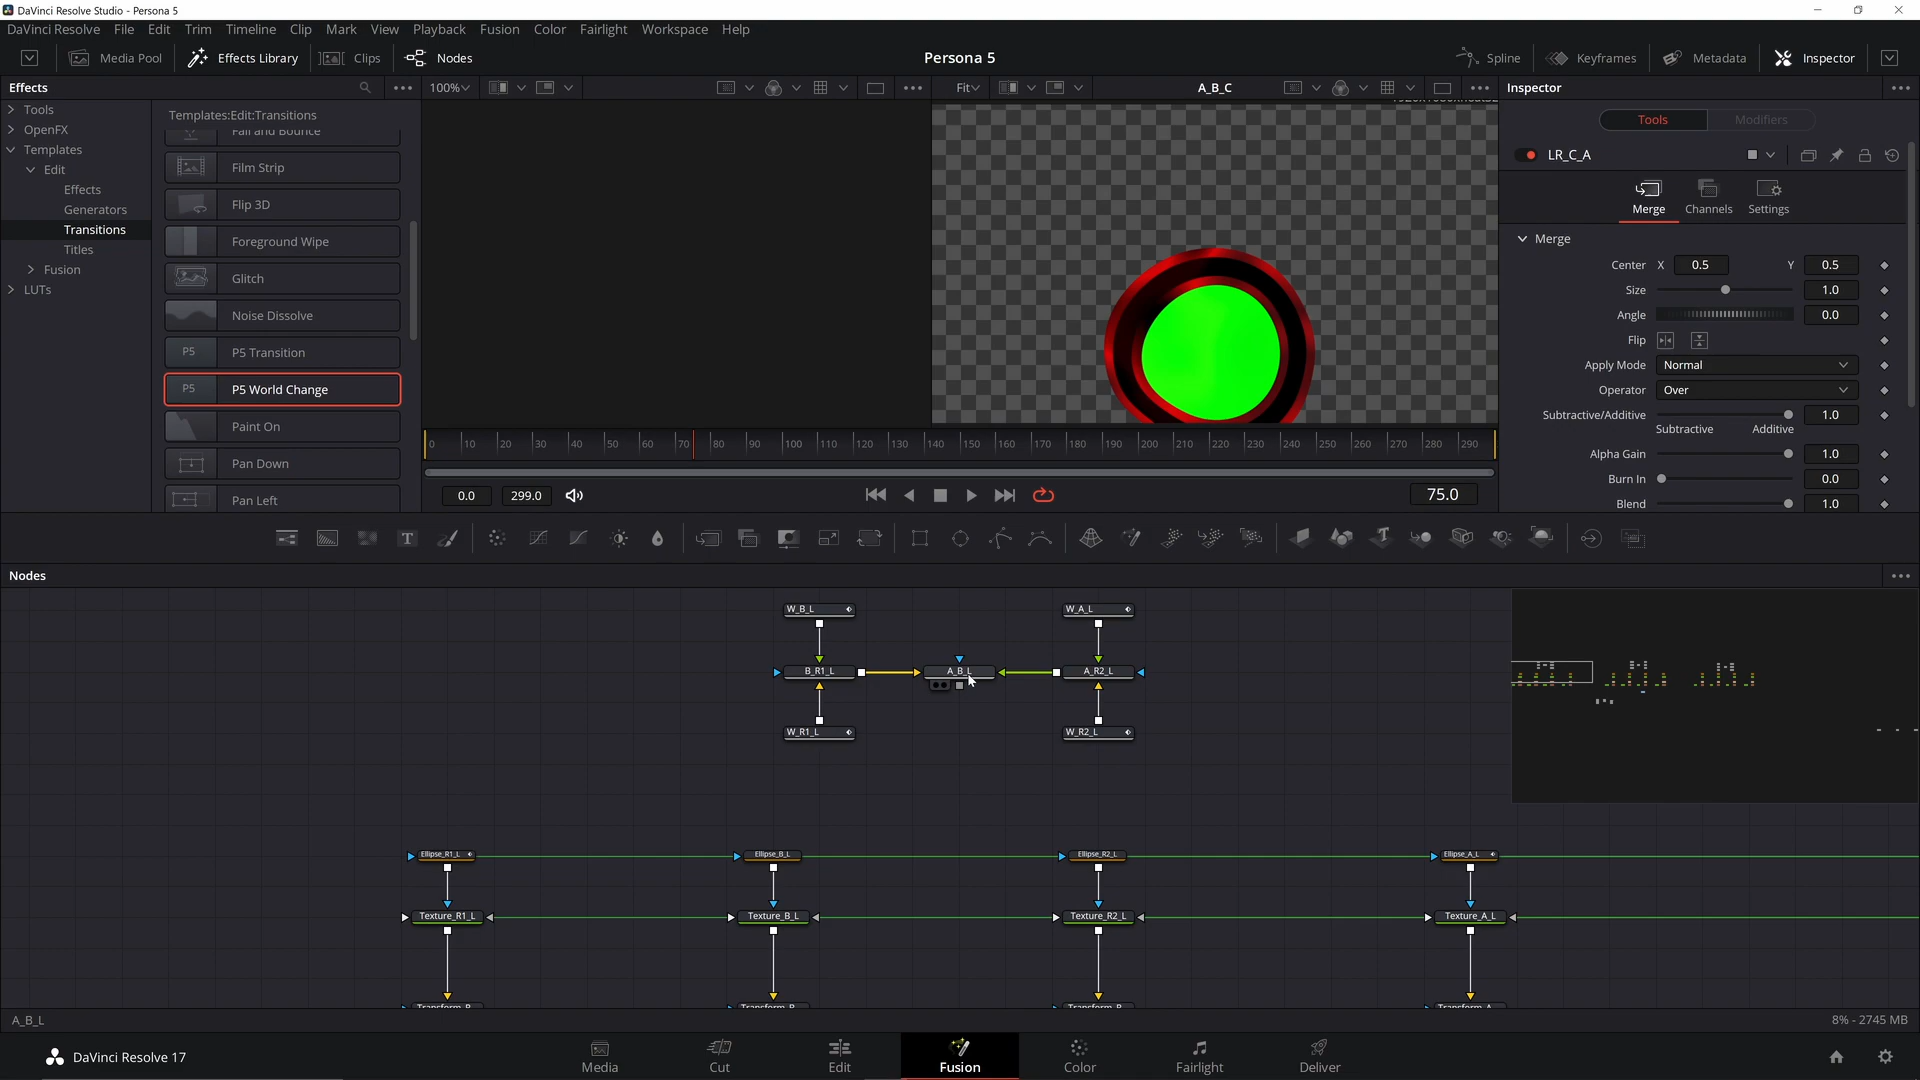 DaVinci Resolve Studio - Persona 5
DaVinci Resolve File Edit Trim Timeline Clip Mark View Playback Fusion Color Fairlight Workspace Help
Media Pool Effects Library Clips Nodes Persona 5 Spline Keyframes Metadata Inspector
Effects 100% Fit A_B_C Inspector
Tools
OpenFX
Templates
Edit
Effects
Generators
Transitions
Titles
Fusion
LUTs
Templates:Edit:Transitions
Fall and Bounce
Film Strip
Flip 3D
Foreground Wipe
Glitch
Noise Dissolve
P5 P5 Transition
P5 P5 World Change
Paint On
Pan Down
Pan Left
0 10 20 30 40 50 60 70 80 90 100 110 120 130 140 150 160 170 180 190 200 210 220 230 240 250 260 270 280 290
0.0 299.0 75.0
Tools Modifiers
LR_C_A
Merge Channels Settings
Merge
Center X 0.5 Y 0.5
Size 1.0
Angle 0.0
Flip
Apply Mode Normal
Operator Over
Subtractive/Additive 1.0
Subtractive Additive
Alpha Gain 1.0
Burn In 0.0
Blend 1.0
T T
Nodes
W_B_L W_A_L
B_R1_L A_B_L A_R2_L
W_R1_L W_R2_L
Ellipse_R1_L Ellipse_B_L Ellipse_R2_L Ellipse_A_L
Texture_R1_L Texture_B_L Texture_R2_L Texture_A_L
A_B_L 8% - 2745 MB
DaVinci Resolve 17 Media Cut Edit Fusion Color Fairlight Deliver